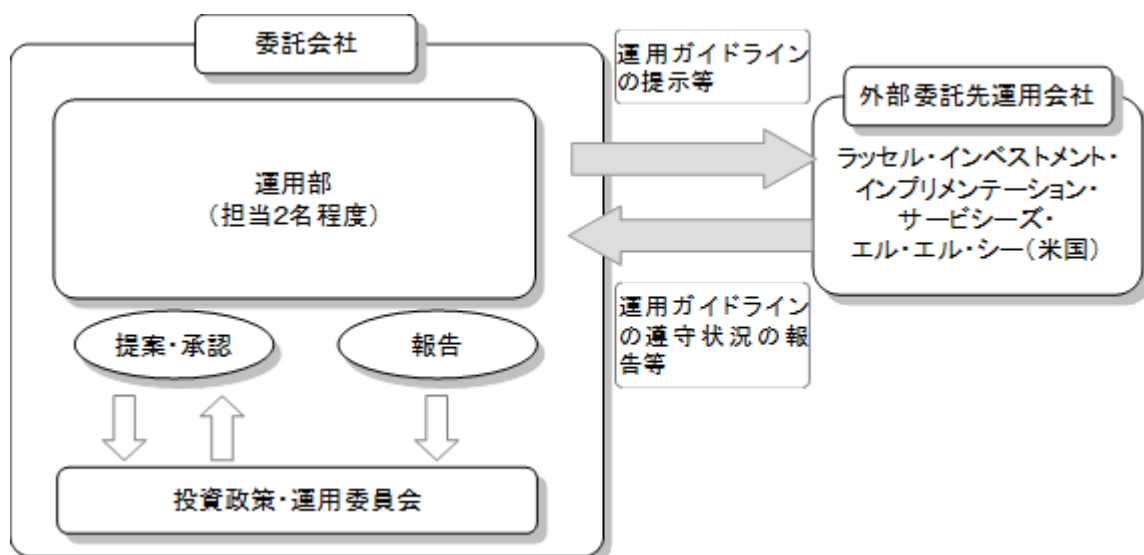 委託会社
運用部
(担当2名程度)
提案・承認
報告
投資政策・運用委員会
運用ガイドライン
の提示等
運用ガイドライン
の遵守状況の報
告等
外部委託先運用会社
ラッセル・インベストメント・
インプリメンテーション・
サービシーズ・
エル・エル・シー(米国)